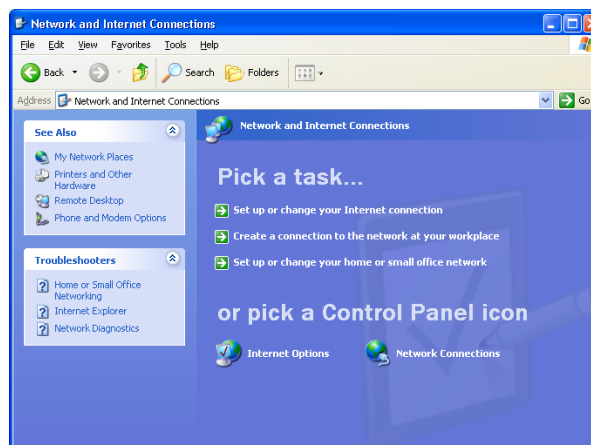 Network and Internet Connections
File Edit View Favorites Tools Help
Back Search Folders
Address Network and Internet Connections Go
See Also
My Network Places
Printers and Other
Hardware
Remote Desktop
Phone and Modem Options
Troubleshooters
Home or Small Office
Networking
Internet Explorer
Network Diagnostics
Network and Internet Connections
Pick a task...
Set up or change your Internet connection
Create a connection to the network at your workplace
Set up or change your home or small office network
or pick a Control Panel icon
Internet Options Network Connections